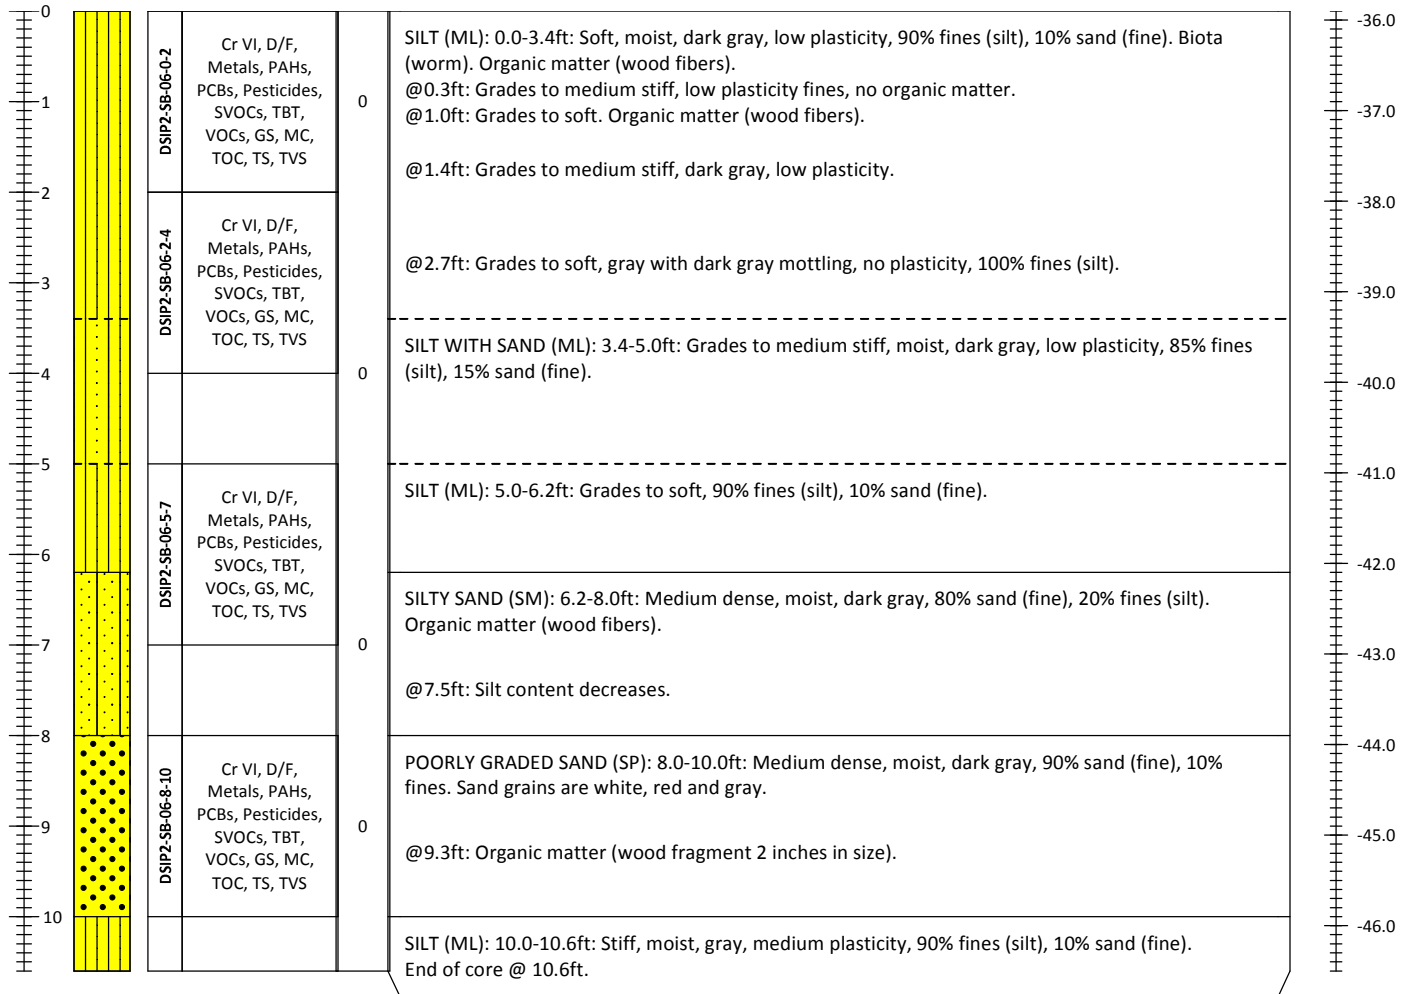 0
1
2
3
4
5
6
7
8
9
10
DSIP2-SB-06-0-2
Cr VI, D/F,
Metals, PAHs,
PCBs, Pesticides,
SVOCs, TBT,
VOCs, GS, MC,
TOC, TS, TVS
DSIP2-SB-06-2-4
Cr VI, D/F,
Metals, PAHs,
PCBs, Pesticides,
SVOCs, TBT,
VOCs, GS, MC,
TOC, TS, TVS
DSIP2-SB-06-5-7
Cr VI, D/F,
Metals, PAHs,
PCBs, Pesticides,
SVOCs, TBT,
VOCs, GS, MC,
TOC, TS, TVS
DSIP2-SB-06-8-10
Cr VI, D/F,
Metals, PAHs,
PCBs, Pesticides,
SVOCs, TBT,
VOCs, GS, MC,
TOC, TS, TVS
0
0
0
0
SILT (ML): 0.0-3.4ft: Soft, moist, dark gray, low plasticity, 90% fines (silt), 10% sand (fine). Biota
(worm). Organic matter (wood fibers).
@0.3ft: Grades to medium stiff, low plasticity fines, no organic matter.
@1.0ft: Grades to soft. Organic matter (wood fibers).
@1.4ft: Grades to medium stiff, dark gray, low plasticity.
@2.7ft: Grades to soft, gray with dark gray mottling, no plasticity, 100% fines (silt).
SILT WITH SAND (ML): 3.4-5.0ft: Grades to medium stiff, moist, dark gray, low plasticity, 85% fines
(silt), 15% sand (fine).
SILT (ML): 5.0-6.2ft: Grades to soft, 90% fines (silt), 10% sand (fine).
SILTY SAND (SM): 6.2-8.0ft: Medium dense, moist, dark gray, 80% sand (fine), 20% fines (silt).
Organic matter (wood fibers).
@7.5ft: Silt content decreases.
POORLY GRADED SAND (SP): 8.0-10.0ft: Medium dense, moist, dark gray, 90% sand (fine), 10%
fines. Sand grains are white, red and gray.
@9.3ft: Organic matter (wood fragment 2 inches in size).
SILT (ML): 10.0-10.6ft: Stiff, moist, gray, medium plasticity, 90% fines (silt), 10% sand (fine).
End of core @ 10.6ft.
-36.0
-37.0
-38.0
-39.0
-40.0
-41.0
-42.0
-43.0
-44.0
-45.0
-46.0